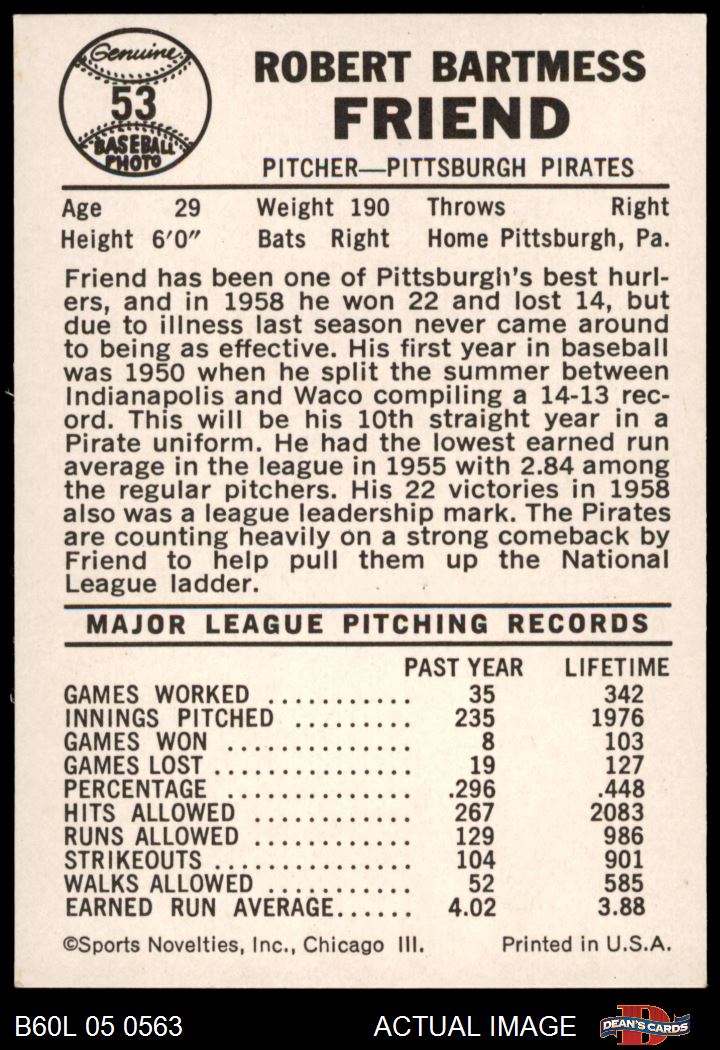 Genuine
53
BASEBALL
PHOTO
ROBERT BARTMESS
FRIEND
PITCHER—PITTSBURGH PIRATES
Age 29 Weight 190 Throws Right
Height 6'0" Bats Right Home Pittsburgh, Pa.
Friend has been one of Pittsburgh's best hurl-
ers, and in 1958 he won 22 and lost 14, but
due to illness last season never came around
to being as effective. His first year in baseball
was 1950 when he split the summer between
Indianapolis and Waco compiling a 14-13 rec-
ord. This will be his 10th straight year in a
Pirate uniform. He had the lowest earned run
average in the league in 1955 with 2.84 among
the regular pitchers. His 22 victories in 1958
also was a league leadership mark. The Pirates
are counting heavily on a strong comeback by
Friend to help pull them up the National
League ladder.
MAJOR LEAGUE PITCHING RECORDS
PAST YEAR LIFETIME
GAMES WORKED ........... 35 342
INNINGS PITCHED ......... 235 1976
GAMES WON .............. 8 103
GAMES LOST ............... 19 127
PERCENTAGE .............. .296 .448
HITS ALLOWED ............ 267 2083
RUNS ALLOWED ........... 129 986
STRIKEOUTS ............... 104 901
WALKS ALLOWED ........... 52 585
EARNED RUN AVERAGE...... 4.02 3.88
©Sports Novelties, Inc., Chicago Ill. Printed in U.S.A.
B60L 05 0563 ACTUAL IMAGE DEAN'S CARDS